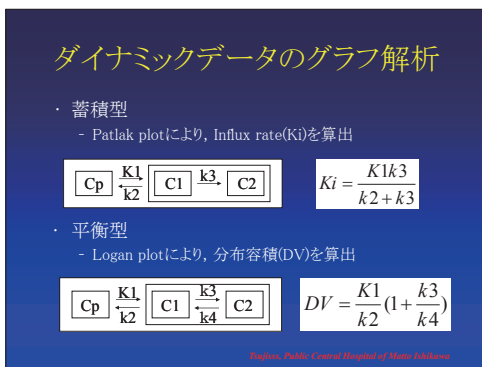 ダイナミックデータのグラフ解析
・ 蓄積型
- Patlak plotにより, Influx rate(Ki)を算出
Cp K1 k2 C1 k3 C2
Ki = K1k3 / k2 + k3
・ 平衡型
- Logan plotにより, 分布容積(DV)を算出
Cp K1 k2 C1 k3 k4 C2
DV = K1 / k2 (1 + k3 / k4)
Public Central Hospital of Matto Ishikawa